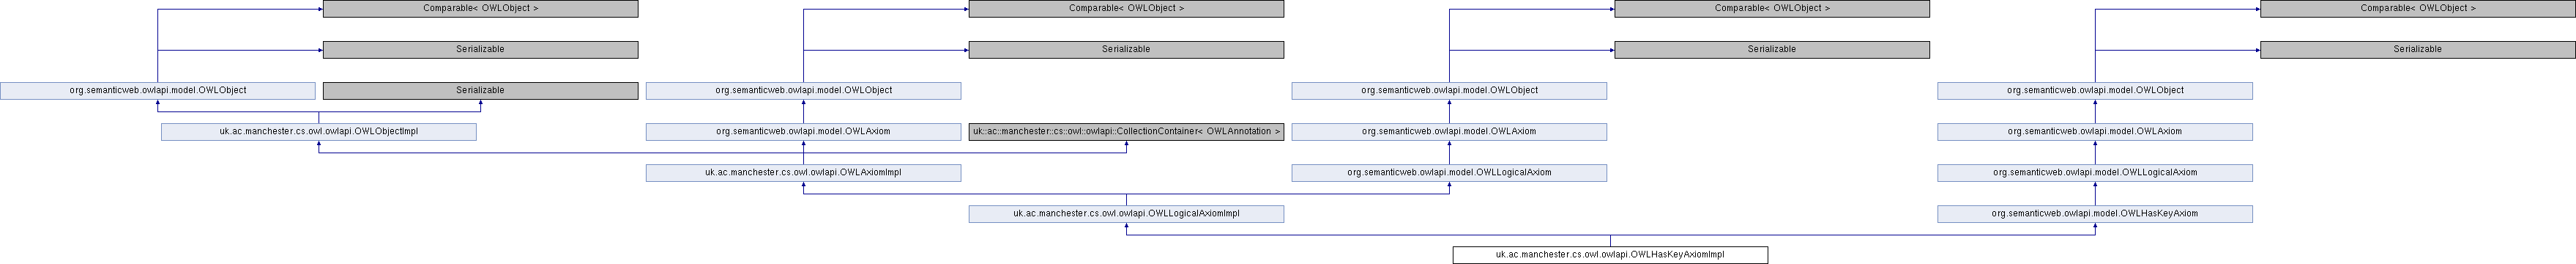 Comparable< OWLObject >
Comparable< OWLObject >
Comparable< OWLObject >
Comparable< OWLObject >
Serializable
Serializable
Serializable
Serializable
org.semanticweb.owlapi.model.OWLObject
Serializable
org.semanticweb.owlapi.model.OWLObject
org.semanticweb.owlapi.model.OWLObject
org.semanticweb.owlapi.model.OWLObject
uk.ac.manchester.cs.owl.owlapi.OWLObjectImpl
org.semanticweb.owlapi.model.OWLAxiom
uk::ac::manchester::cs::owl::owlapi::CollectionContainer< OWLAnnotation >
org.semanticweb.owlapi.model.OWLAxiom
org.semanticweb.owlapi.model.OWLAxiom
uk.ac.manchester.cs.owl.owlapi.OWLAxiomImpl
org.semanticweb.owlapi.model.OWLLogicalAxiom
org.semanticweb.owlapi.model.OWLLogicalAxiom
uk.ac.manchester.cs.owl.owlapi.OWLLogicalAxiomImpl
org.semanticweb.owlapi.model.OWLHasKeyAxiom
uk.ac.manchester.cs.owl.owlapi.OWLHasKeyAxiomImpl